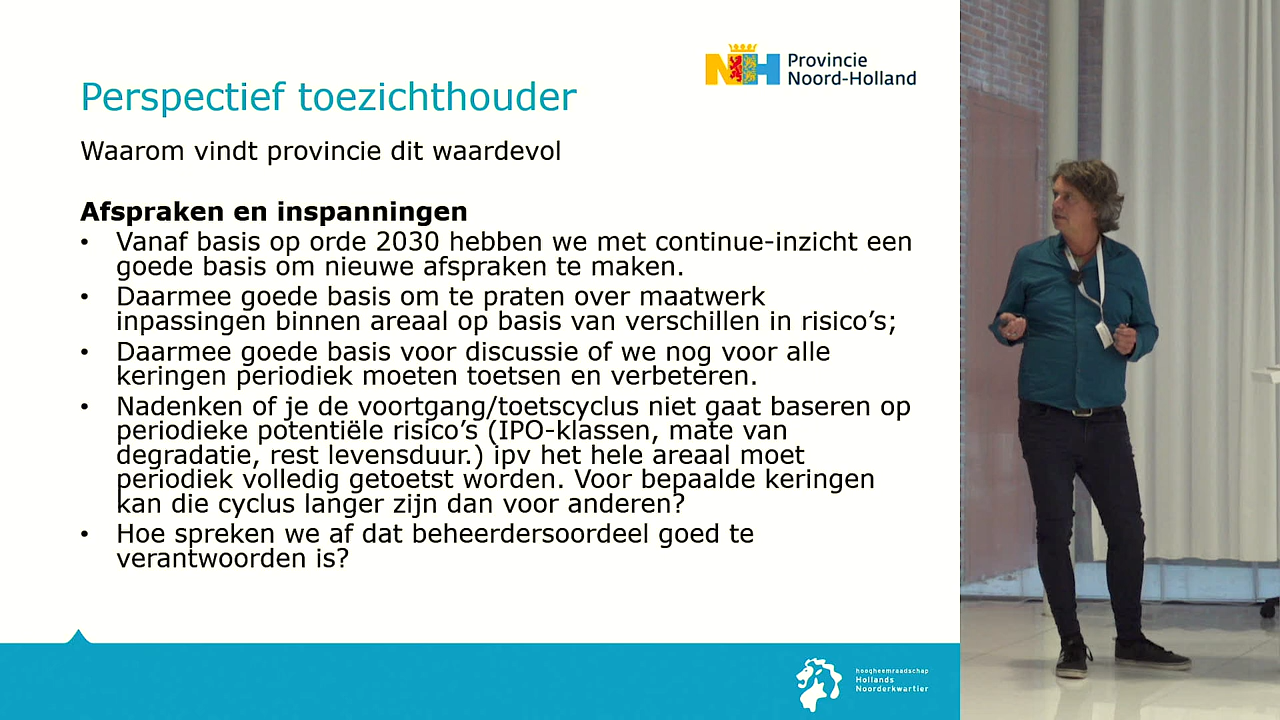 Provincie
Noord-Holland
Perspectief toezichthouder
Waarom vindt provincie dit waardevol
Afspraken en inspanningen
• Vanaf basis op orde 2030 hebben we met continue-inzicht een
goede basis om nieuwe afspraken te maken.
• Daarmee goede basis om te praten over maatwerk
inpassingen binnen areaal op basis van verschillen in risico’s;
• Daarmee goede basis voor discussie of we nog voor alle
keringen periodiek moeten toetsen en verbeteren.
• Nadenken of je de voortgang/toetscyclus niet gaat baseren op
periodieke potentiële risico’s (IPO-klassen, mate van
degradatie, rest levensduur.) ipv het hele areaal moet
periodiek volledig getoetst worden. Voor bepaalde keringen
kan die cyclus langer zijn dan voor anderen?
• Hoe spreken we af dat beheerdersoordeel goed te
verantwoorden is?
hoogheemraadschap
Hollands
Noorderkwartier